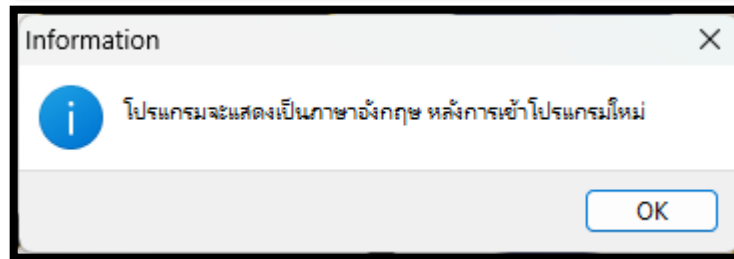 Information
โปรแกรมจะแสดงเป็นภาษาอังกฤษ หลังการเข้าโปรแกรมใหม่
OK